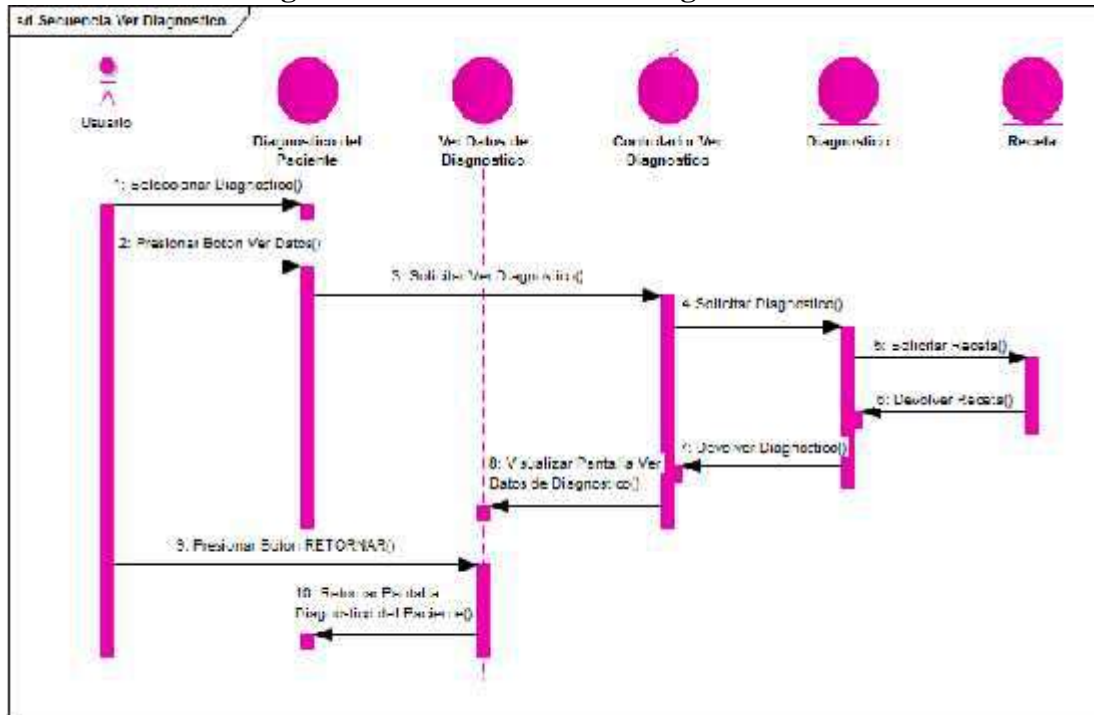 sd Secuencia Ver Diagnostico
Usuario
Diagnostico del
Paciente
Ver Datos de
Diagnostico
Controlador Ver
Diagnostico
Diagnostico
Receta
1: Seleccionar Diagnostico()
2: Presionar Boton Ver Datos()
3: Solicitar Ver Diagnostico()
4 Solicitar Diagnostico()
5: Solicitar Receta()
6: Devolver Receta()
7: Devolver Diagnostico()
8: Visualizar Pantalla Ver
Datos de Diagnostico()
9: Presionar Boton RETORNAR()
10: Retornar Pantalla
Diagnostico del Paciente()